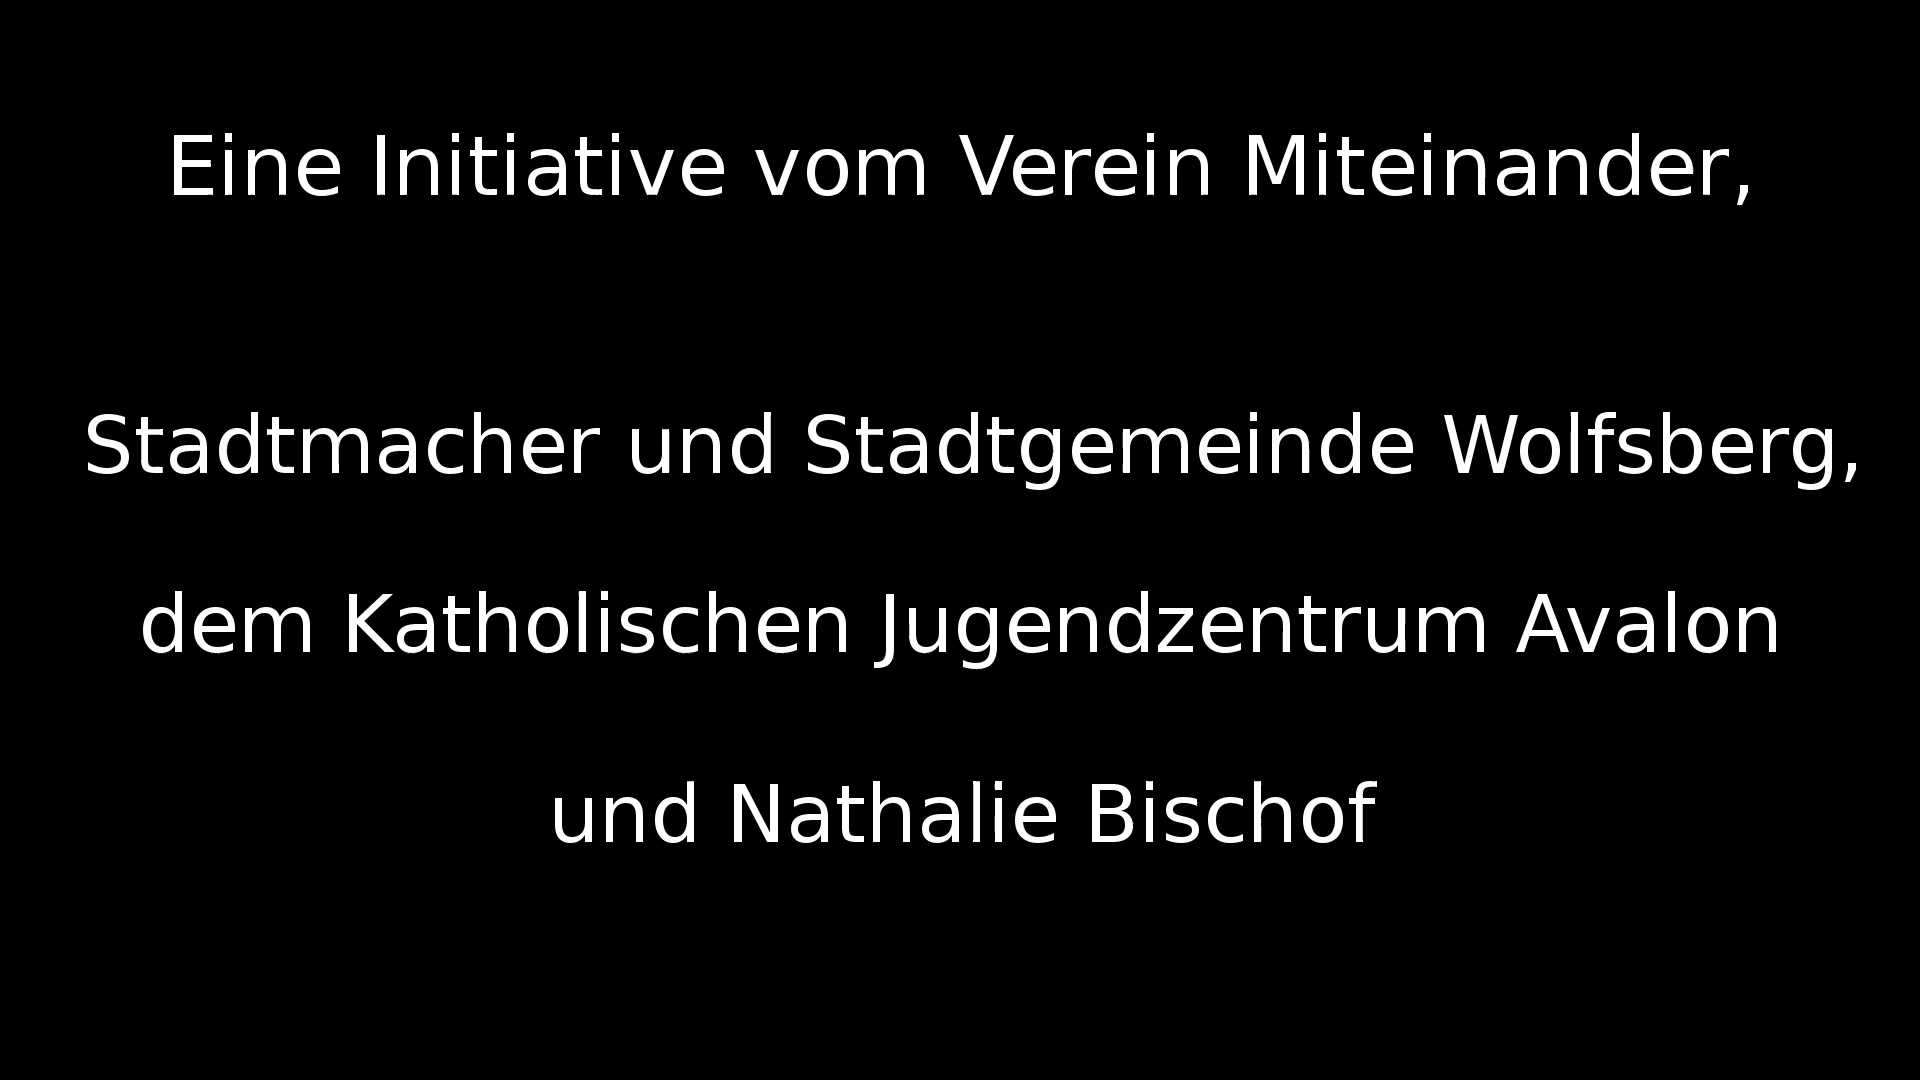 Eine Initiative vom Verein Miteinander,
Stadtmacher und Stadtgemeinde Wolfsberg,
dem Katholischen Jugendzentrum Avalon
und Nathalie Bischof